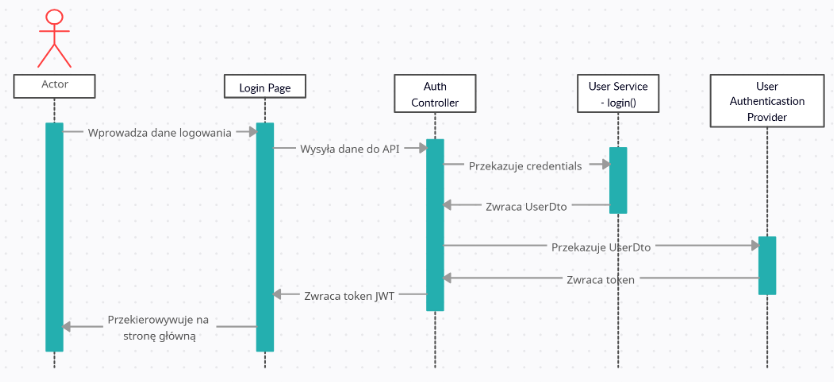 Actor
Login Page
Auth
Controller
User Service
- login()
User
Authenticastion
Provider
Wprowadza dane logowania
Wysyła dane do API
Przekazuje credentials
Zwraca UserDto
Przekazuje UserDto
Zwraca token
Zwraca token JWT
Przekierowywuje na
stronę główną